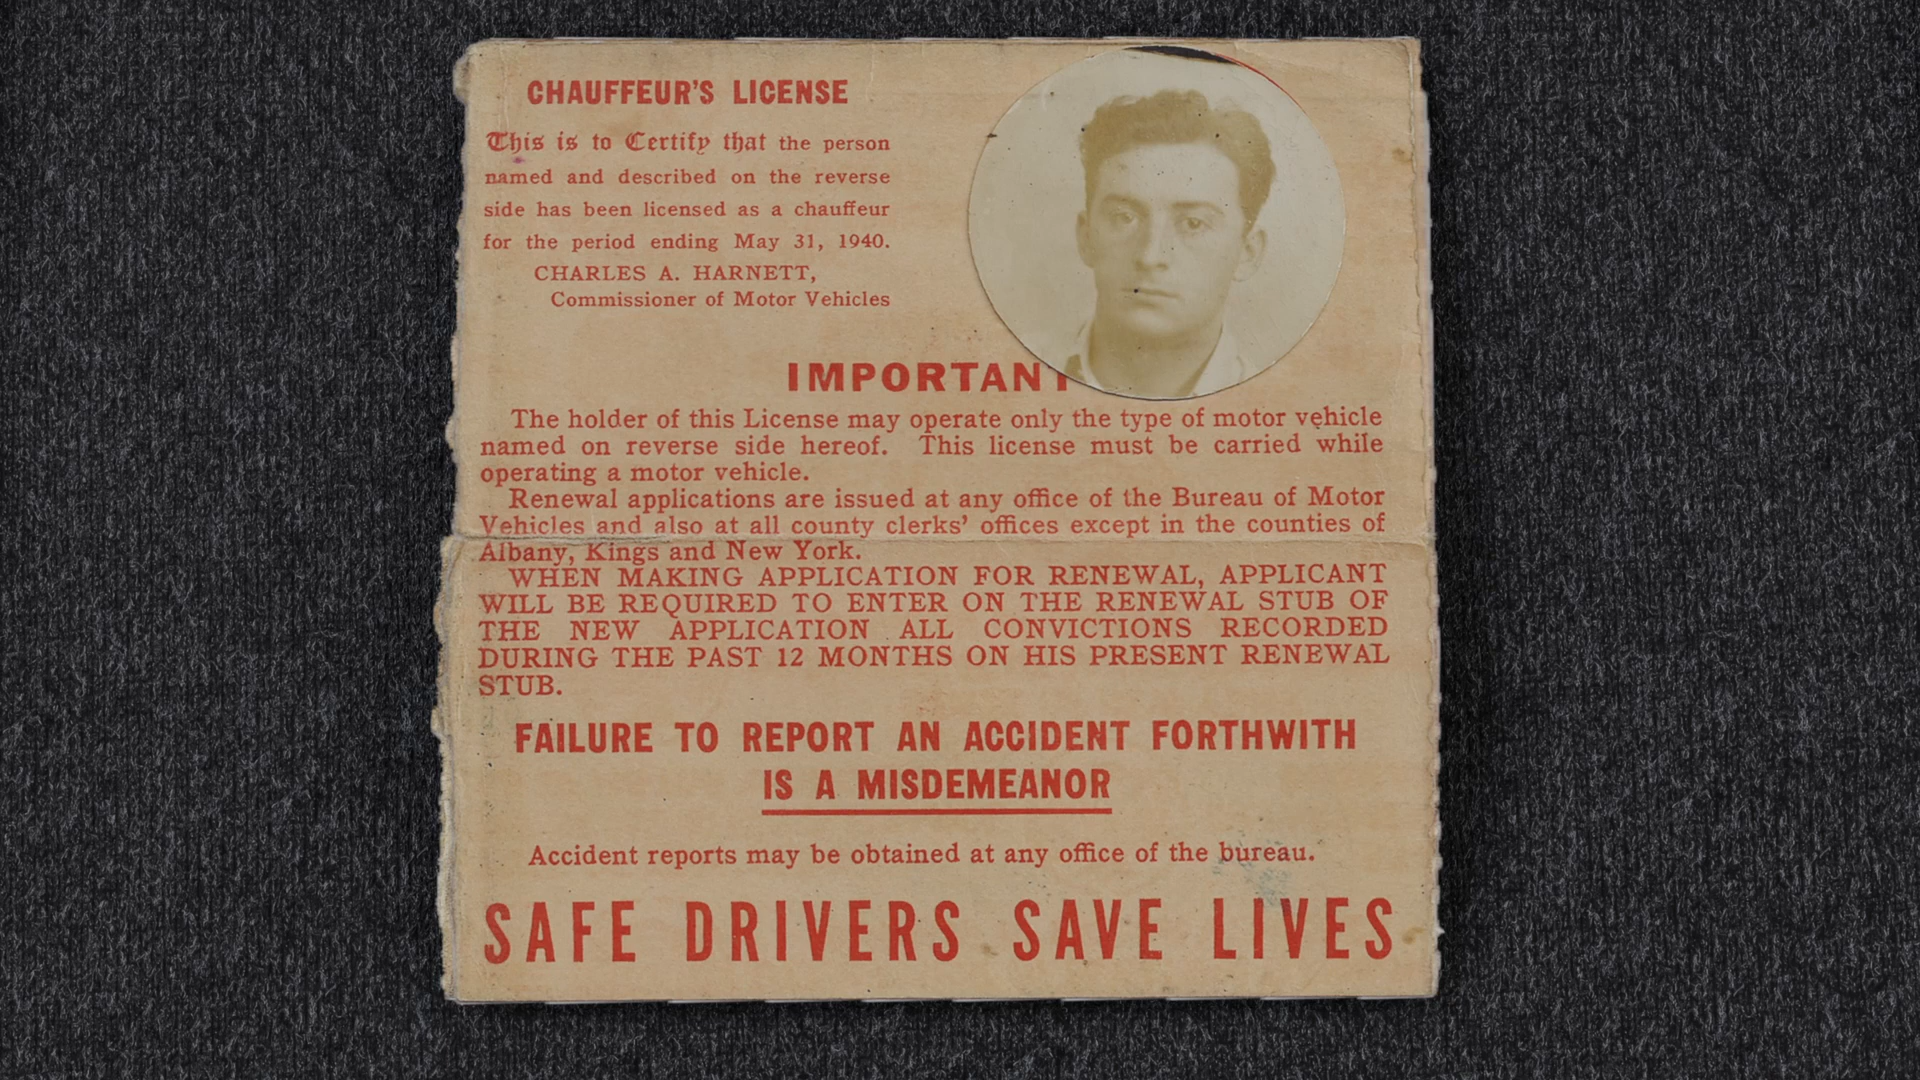 CHAUFFEUR'S LICENSE
This is to Certify that the person
named and described on the reverse
side has been licensed as a chauffeur
for the period ending May 31, 1940.
CHARLES A. HARNETT,
Commissioner of Motor Vehicles
IMPORTANT
The holder of this License may operate only the type of motor vehicle
named on reverse side hereof. This license must be carried while
operating a motor vehicle.
Renewal applications are issued at any office of the Bureau of Motor
Vehicles and also at all county clerks' offices except in the counties of
Albany, Kings and New York.
WHEN MAKING APPLICATION FOR RENEWAL, APPLICANT
WILL BE REQUIRED TO ENTER ON THE RENEWAL STUB OF
THE NEW APPLICATION ALL CONVICTIONS RECORDED
DURING THE PAST 12 MONTHS ON HIS PRESENT RENEWAL
STUB.
FAILURE TO REPORT AN ACCIDENT FORTHWITH
IS A MISDEMEANOR
Accident reports may be obtained at any office of the bureau.
SAFE DRIVERS SAVE LIVES